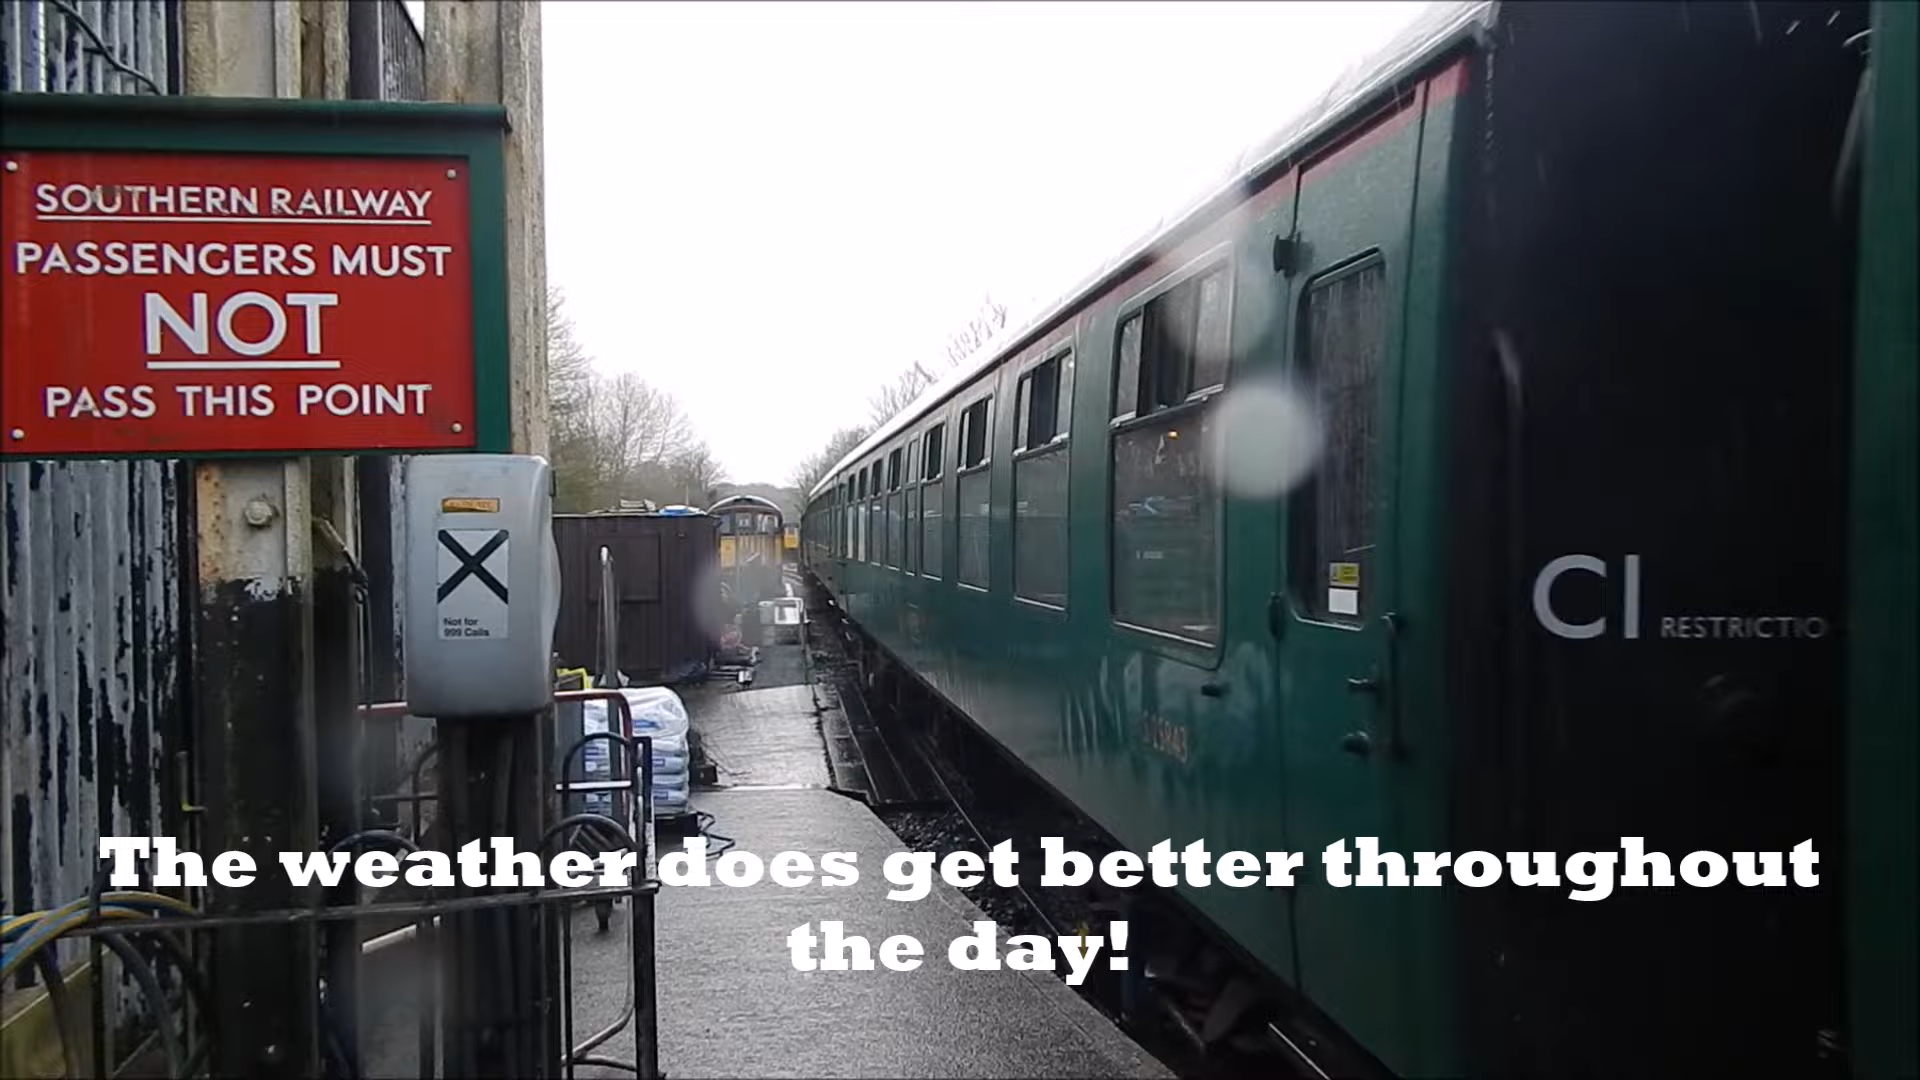 SOUTHERN RAILWAY
PASSENGERS MUST
NOT
PASS THIS POINT
Not for
999 Calls
C1 RESTRICTIO
The weather does get better throughout
the day!